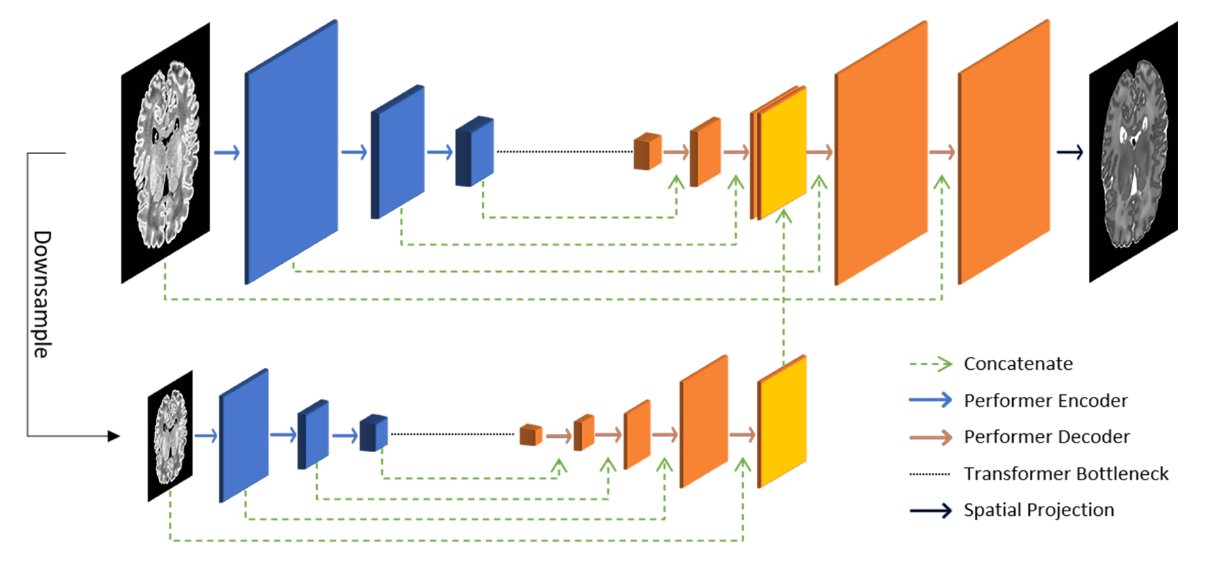 Downsample
Concatenate
Performer Encoder
Performer Decoder
Transformer Bottleneck
Spatial Projection